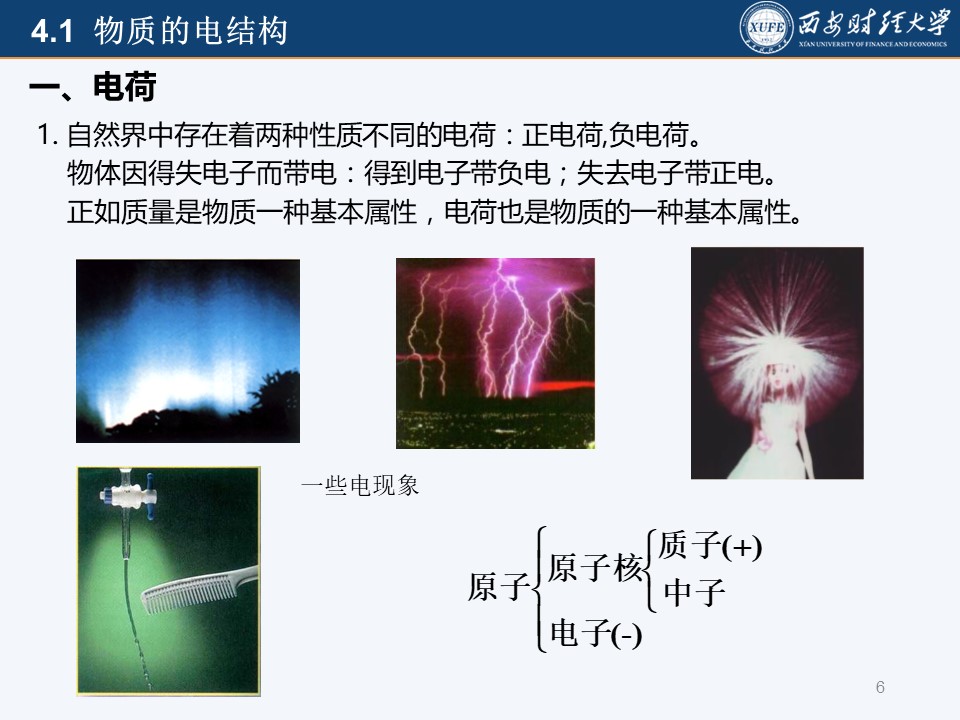 4.1 物质的电结构
XUFE
西安财经大学
XI'AN UNIVERSITY OF FINANCE AND ECONOMICS
一、电荷
1. 自然界中存在着两种性质不同的电荷：正电荷,负电荷。
物体因得失电子而带电：得到电子带负电；失去电子带正电。
正如质量是物质一种基本属性，电荷也是物质的一种基本属性。
一些电现象
质子(+)
原子核
原子
中子
电子(-)
6